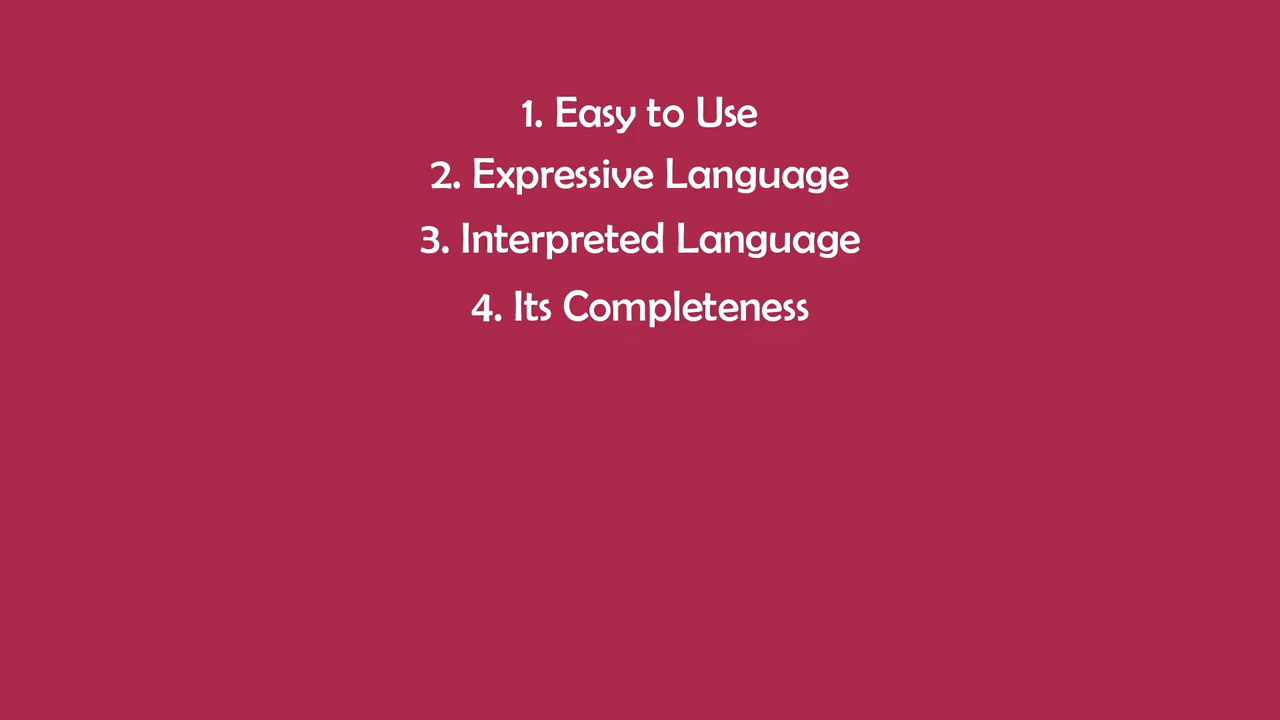 1. Easy to Use
2. Expressive Language
3. Interpreted Language
4. Its Completeness